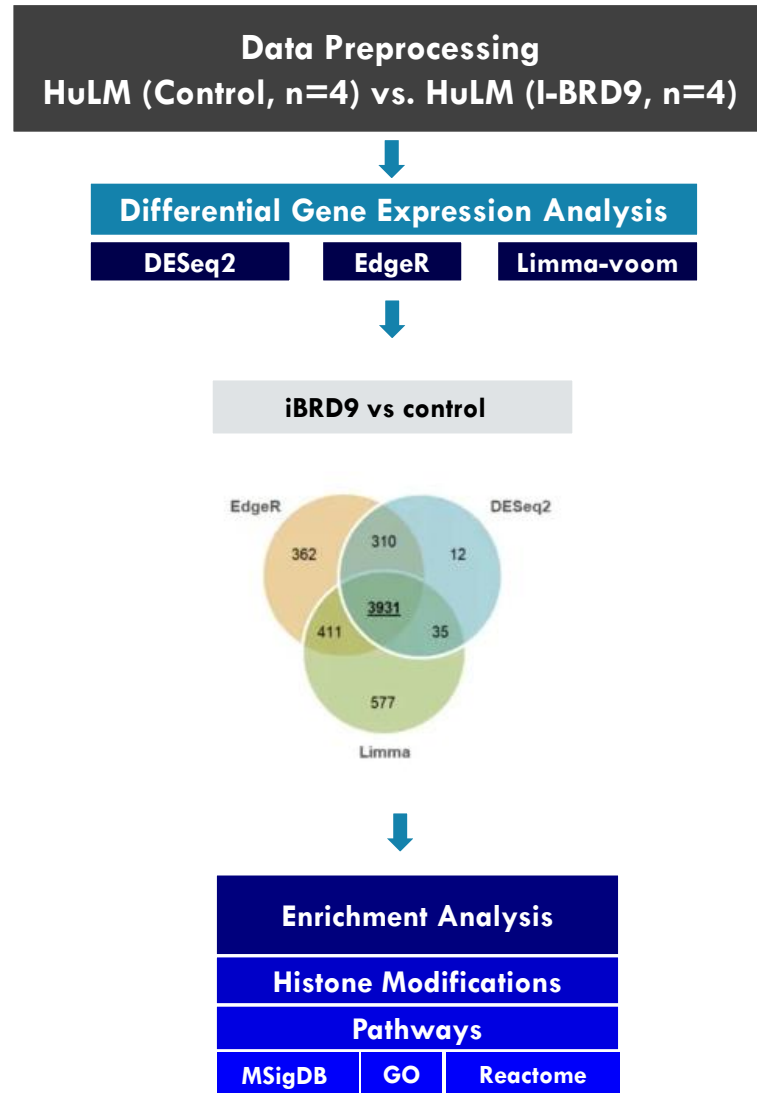 Data Preprocessing
HuLM (Control, n=4) vs. HuLM (I-BRD9, n=4)
Differential Gene Expression Analysis
DESeq2 EdgeR Limma-voom
iBRD9 vs control
EdgeR DESeq2
362 310 12
3931
411 35
577
Limma
Enrichment Analysis
Histone Modifications
Pathways
MSigDB GO Reactome